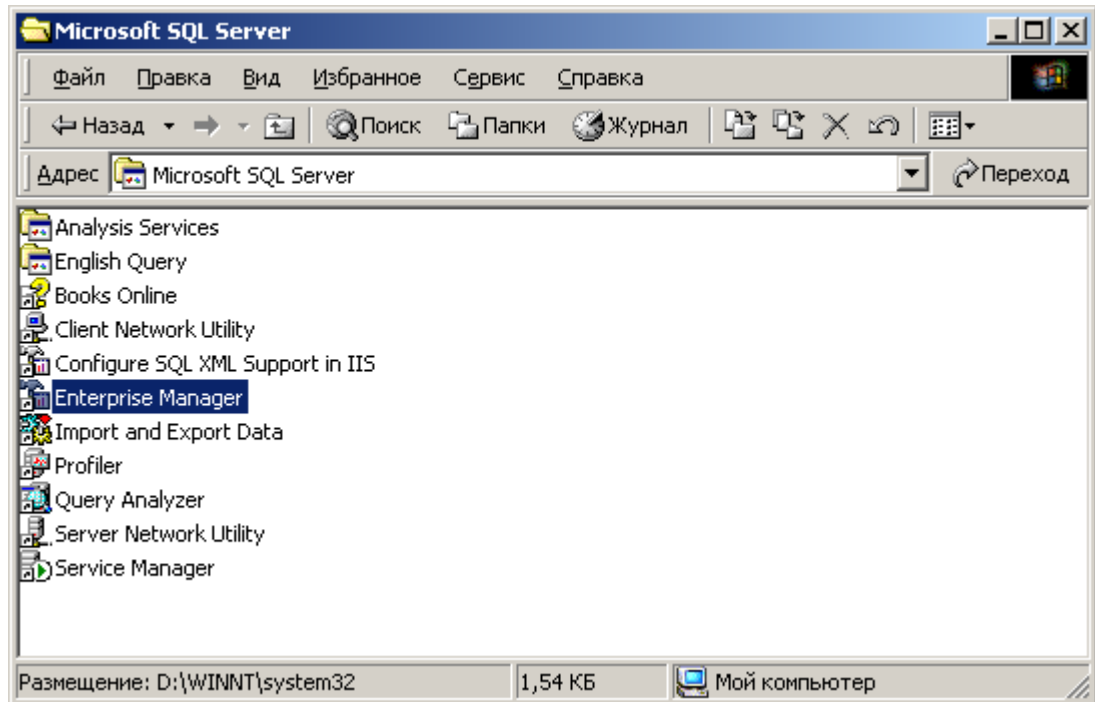 Microsoft SQL Server
Файл Правка Вид Избранное Сервис Справка
Назад Поиск Папки Журнал
Адрес Microsoft SQL Server Переход
Analysis Services
English Query
Books Online
Client Network Utility
Configure SQL XML Support in IIS
Enterprise Manager
Import and Export Data
Profiler
Query Analyzer
Server Network Utility
Service Manager
Размещение: D:\WINNT\system32 1,54 КБ Мой компьютер